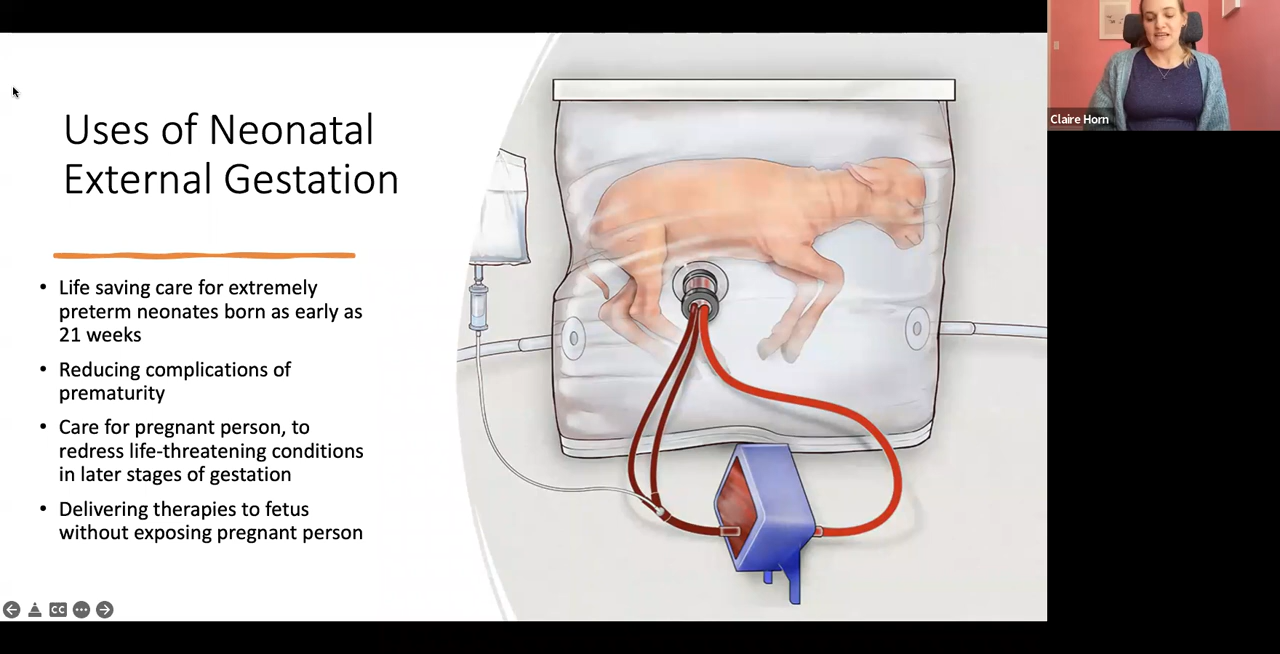 Uses of Neonatal
External Gestation
• Life saving care for extremely
preterm neonates born as early as
21 weeks
• Reducing complications of
prematurity
• Care for pregnant person, to
redress life-threatening conditions
in later stages of gestation
• Delivering therapies to fetus
without exposing pregnant person
CC
Claire Horn